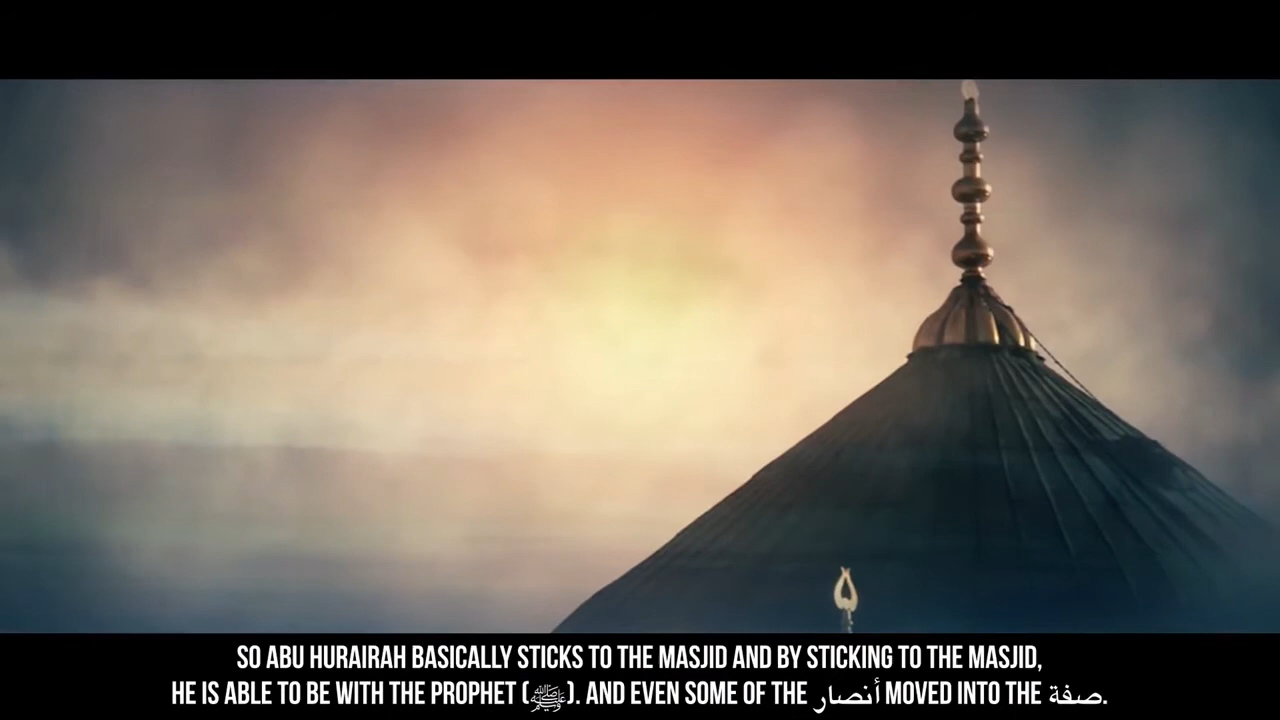 SO ABU HURAIRAH BASICALLY STICKS TO THE MASJID AND BY STICKING TO THE MASJID,
HE IS ABLE TO BE WITH THE PROPHET (ﷺ). AND EVEN SOME OF THE أنصار MOVED INTO THE صفة.